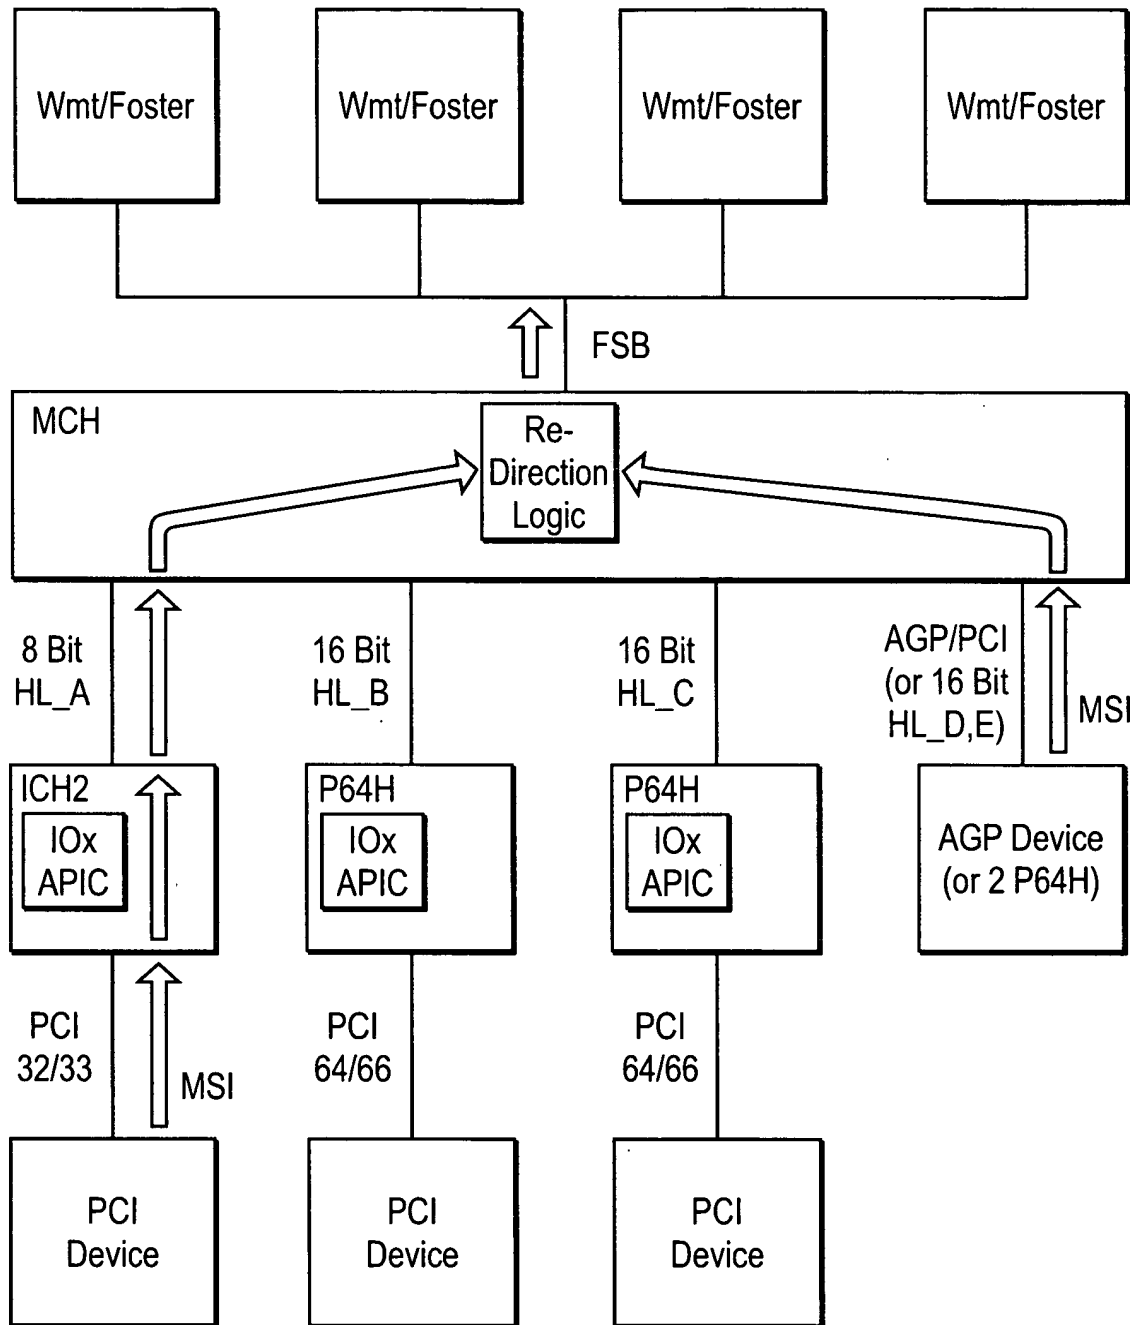 Wmt/Foster
Wmt/Foster
Wmt/Foster
Wmt/Foster
FSB
MCH
Re-
Direction
Logic
8 Bit
HL_A
16 Bit
HL_B
16 Bit
HL_C
AGP/PCI
(or 16 Bit
HL_D,E)
MSI
ICH2
IOx
APIC
P64H
IOx
APIC
P64H
IOx
APIC
AGP Device
(or 2 P64H)
PCI
32/33
MSI
PCI
64/66
PCI
64/66
PCI
Device
PCI
Device
PCI
Device